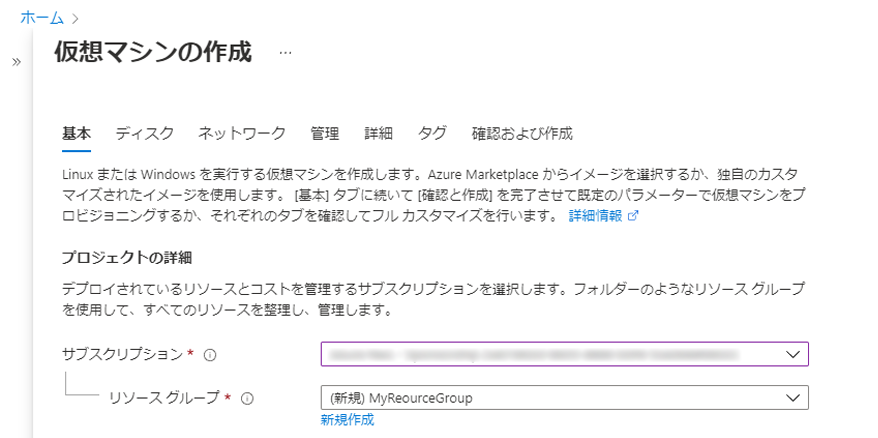 ホーム
仮想マシンの作成 …
基本 ディスク ネットワーク 管理 詳細 タグ 確認および作成
Linux または Windows を実行する仮想マシンを作成します。Azure Marketplace からイメージを選択するか、独自のカスタ
マイズされたイメージを使用します。 [基本] タブに続いて [確認と作成] を完了させて既定のパラメーターで仮想マシンをプ
ロビジョニングするか、それぞれのタブを確認してフル カスタマイズを行います。 詳細情報
プロジェクトの詳細
デプロイされているリソースとコストを管理するサブスクリプションを選択します。フォルダーのようなリソース グループ
を使用して、すべてのリソースを整理し、管理します。
サブスクリプション *
リソース グループ * (新規) MyReourceGroup
新規作成